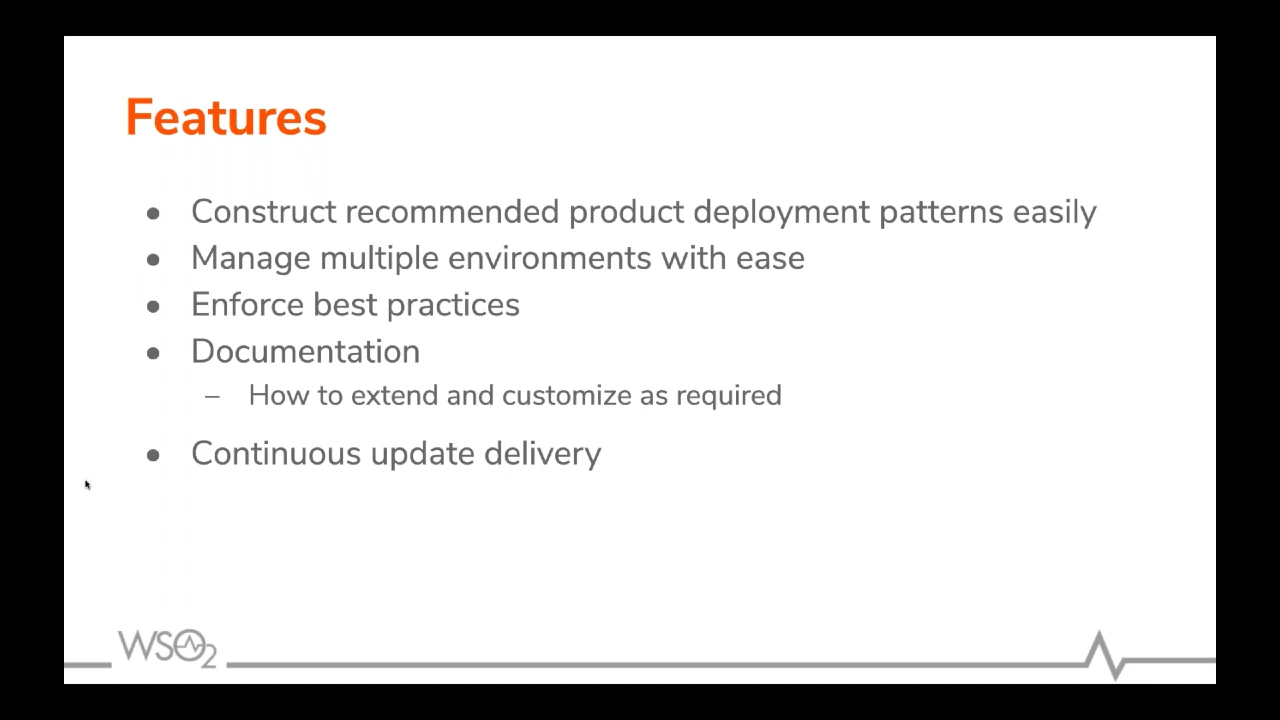 Features
● Construct recommended product deployment patterns easily
● Manage multiple environments with ease
● Enforce best practices
● Documentation
– How to extend and customize as required
● Continuous update delivery
WSO2